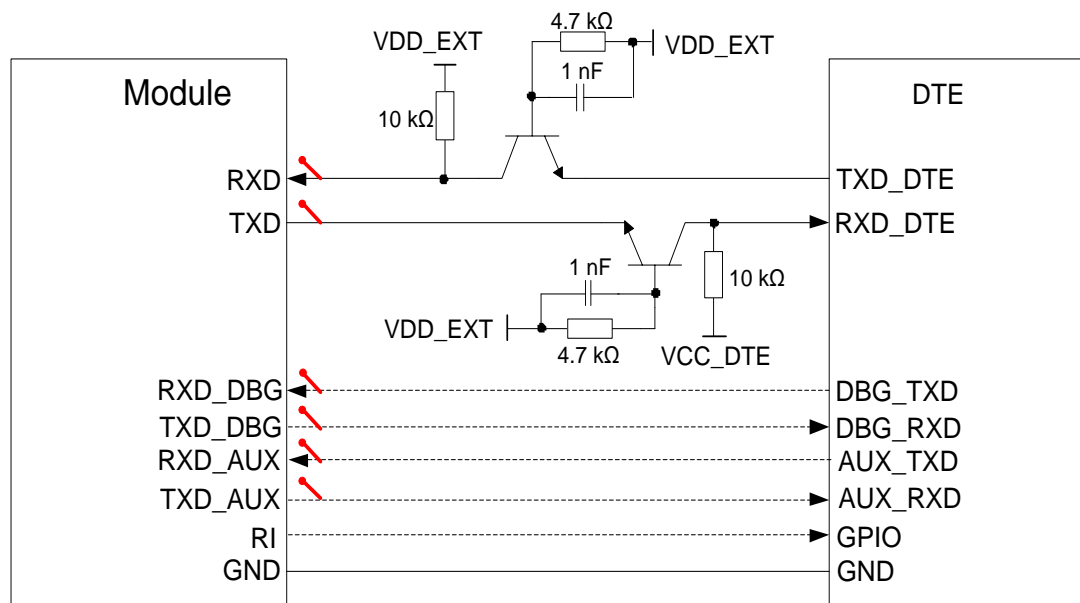 4.7 kΩ
VDD_EXT
VDD_EXT
1 nF
Module
DTE
10 kΩ
RXD
TXD_DTE
TXD
RXD_DTE
1 nF
10 kΩ
VDD_EXT
4.7 kΩ
VCC_DTE
RXD_DBG
DBG_TXD
TXD_DBG
DBG_RXD
RXD_AUX
AUX_TXD
TXD_AUX
AUX_RXD
RI
GPIO
GND
GND